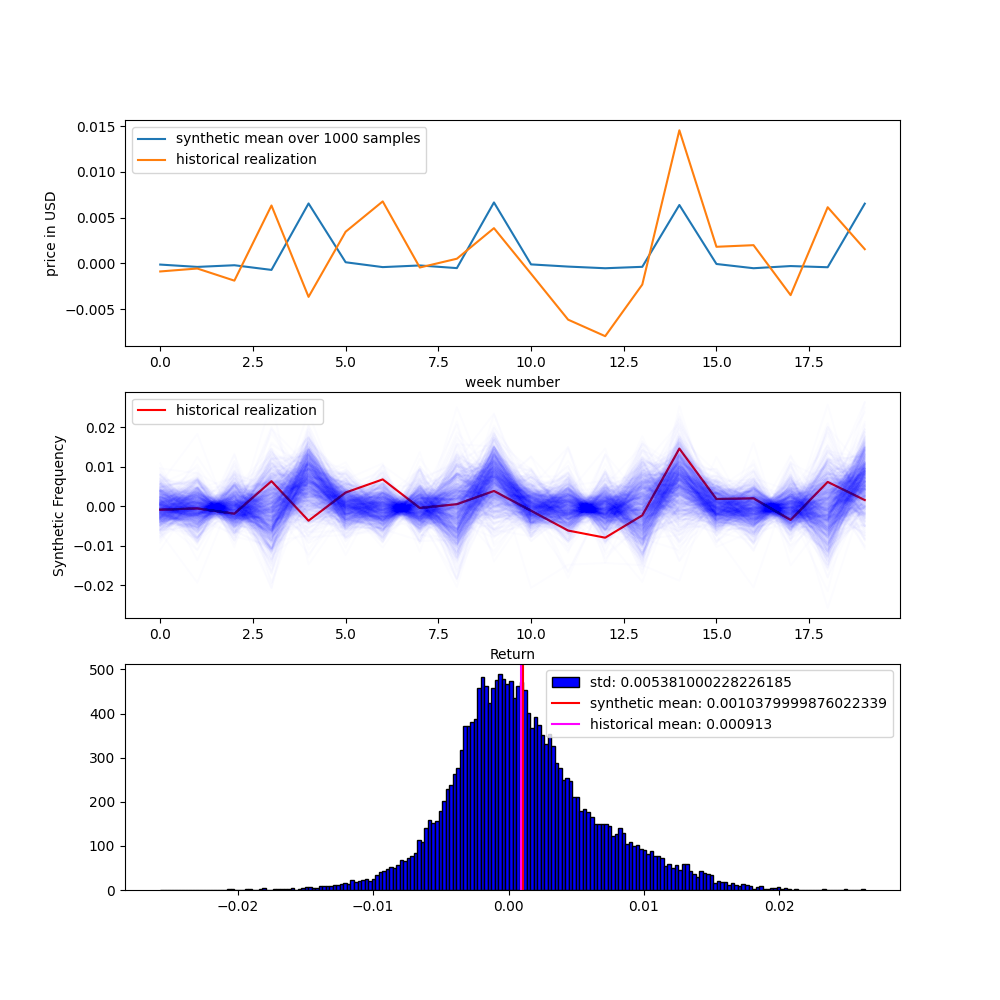 synthetic mean over 1000 samples
historical realization
0.015
0.010
0.005
0.000
−0.005
price in USD
0.0 2.5 5.0 7.5 10.0 12.5 15.0 17.5
week number
historical realization
0.02
0.01
0.00
−0.01
−0.02
Synthetic Frequency
0.0 2.5 5.0 7.5 10.0 12.5 15.0 17.5
Return
std: 0.005381000228226185
synthetic mean: 0.0010379999876022339
historical mean: 0.000913
500
400
300
200
100
0
−0.02 −0.01 0.00 0.01 0.02